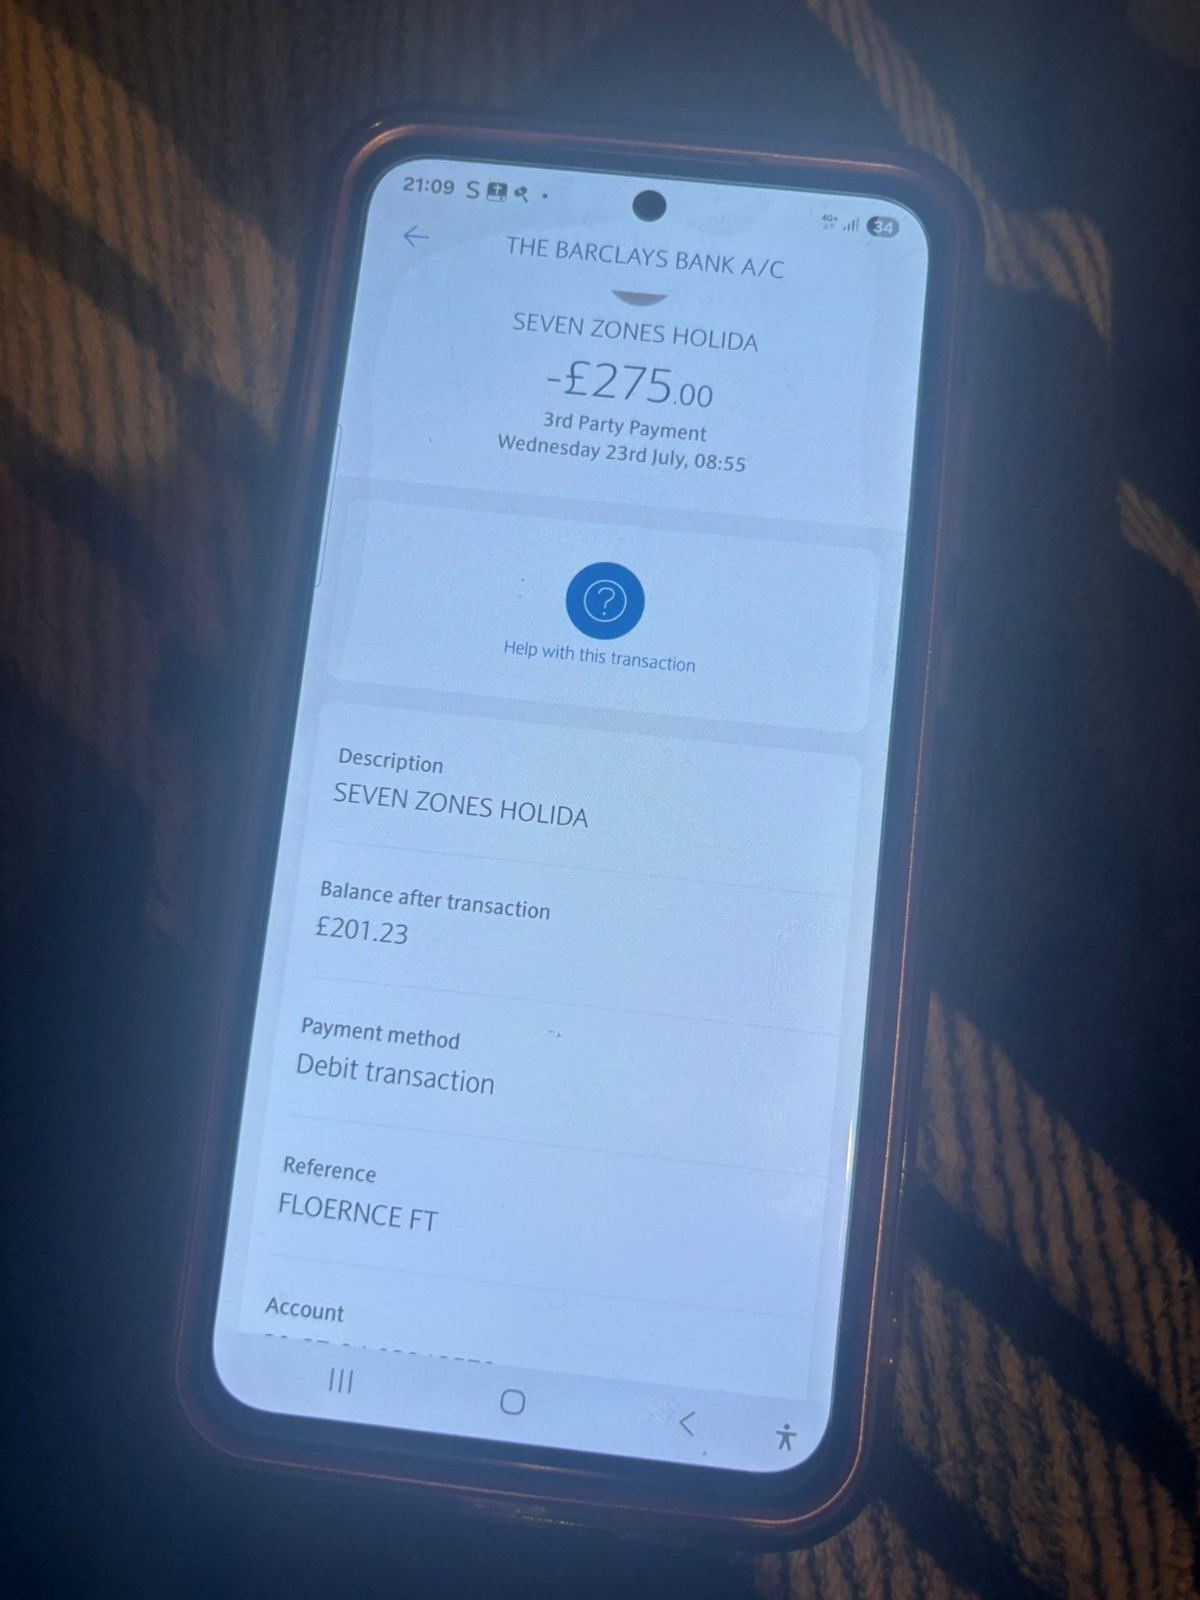 21:09
4G+
34
THE BARCLAYS BANK A/C
SEVEN ZONES HOLIDA
-£275.00
3rd Party Payment
Wednesday 23rd July, 08:55
Help with this transaction
Description
SEVEN ZONES HOLIDA
Balance after transaction
£201.23
Payment method
Debit transaction
Reference
FLOERNCE FT
Account